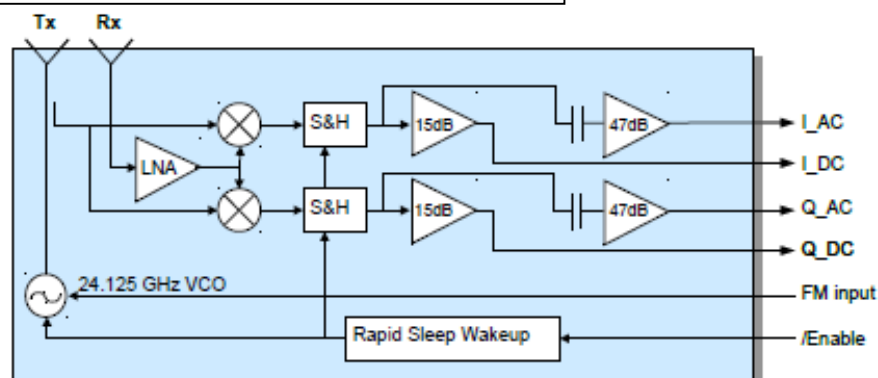 Tx Rx
S&H 15dB 47dB I_AC
LNA I_DC
S&H 15dB 47dB Q_AC
Q_DC
24.125 GHz VCO FM input
Rapid Sleep Wakeup /Enable